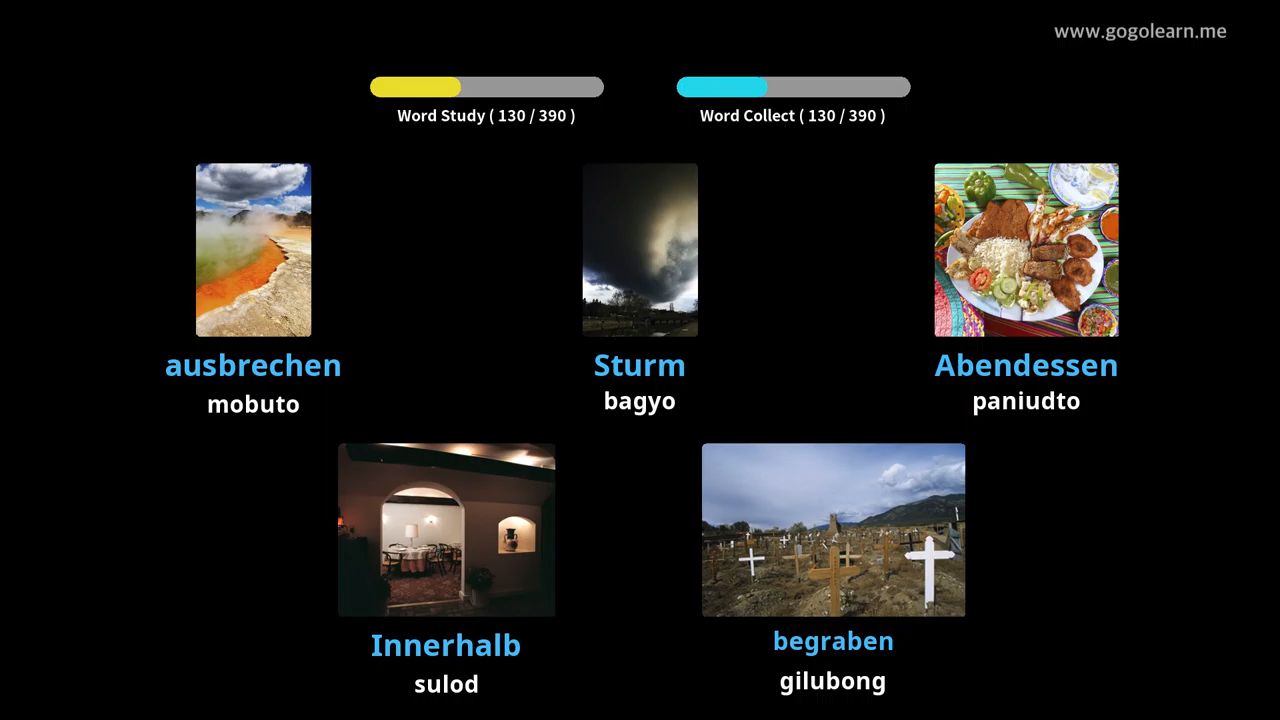 www.gogolearn.me
Word Study ( 130 / 390 )
Word Collect ( 130 / 390 )
ausbrechen
mobuto
Sturm
bagyo
Abendessen
paniudto
Innerhalb
sulod
begraben
gilubong